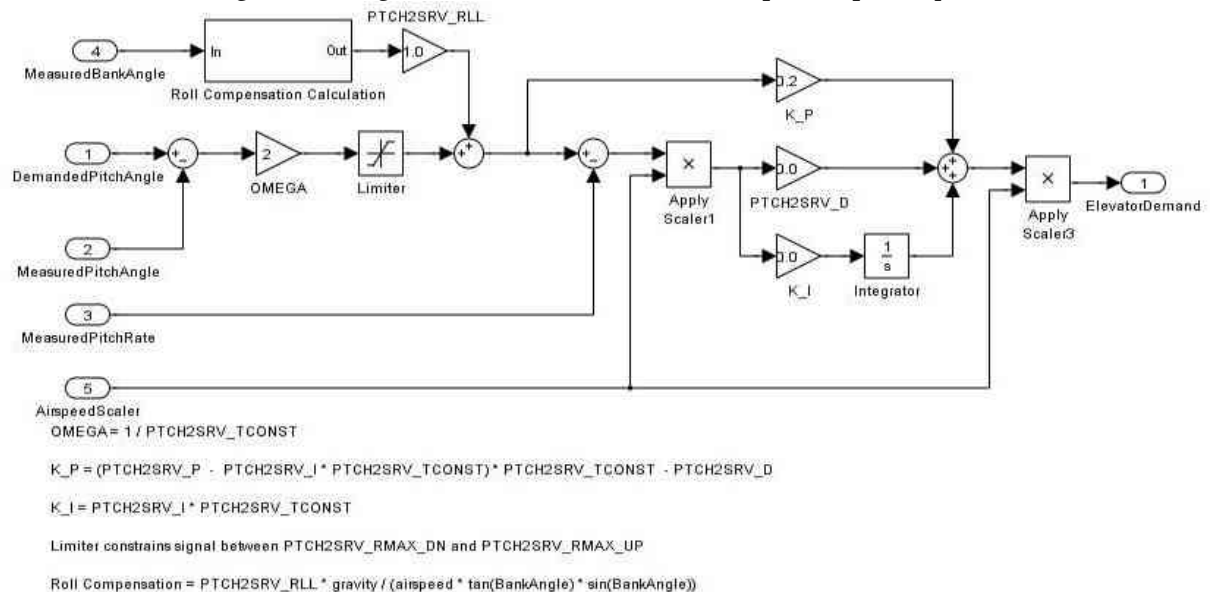 PTCH2SRV_RLL
4
In
Out
1.0
MeasuredBankAngle
Roll Compensation Calculation
0.2
K_P
1
2
DemandedPitchAngle
OMEGA
Limiter
×
0.0
×
1
Apply
Scaler1
PTCH2SRV_D
Apply
Scaler3
ElevatorDemand
2
0.0
1
s
MeasuredPitchAngle
K_I
Integrator
3
MeasuredPitchRate
5
AirspeedScaler
OMEGA = 1 / PTCH2SRV_TCONST
K_P = (PTCH2SRV_P - PTCH2SRV_I * PTCH2SRV_TCONST) * PTCH2SRV_TCONST - PTCH2SRV_D
K_I = PTCH2SRV_I * PTCH2SRV_TCONST
Limiter constrains signal between PTCH2SRV_RMAX_DN and PTCH2SRV_RMAX_UP
Roll Compensation = PTCH2SRV_RLL * gravity / (airspeed * tan(BankAngle) * sin(BankAngle))